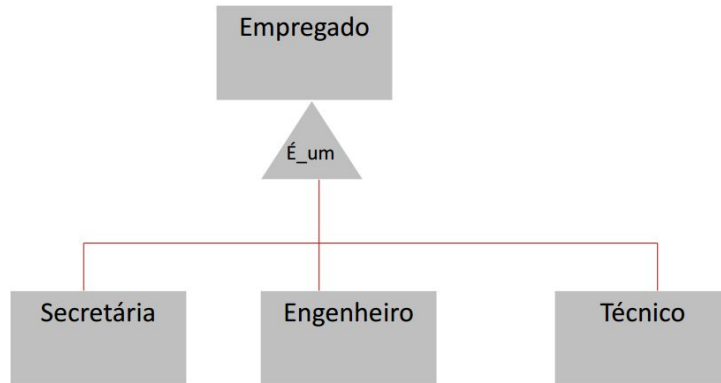 Empregado
É_um
Secretária
Engenheiro
Técnico